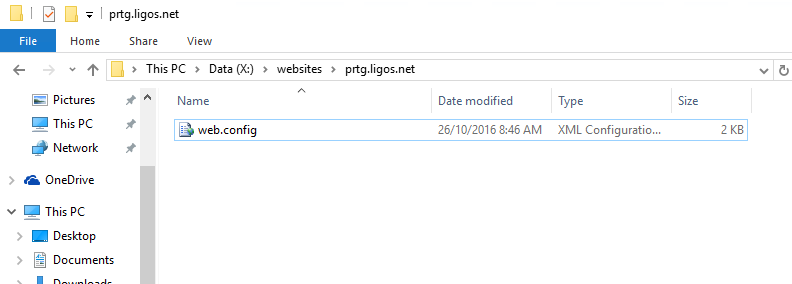 prtg.ligos.net
File Home Share View
This PC Data (X:) websites prtg.ligos.net
Name Date modified Type Size
web.config 26/10/2016 8:46 AM XML Configuratio... 2 KB
Pictures
This PC
Network
OneDrive
This PC
Desktop
Documents
Downloads